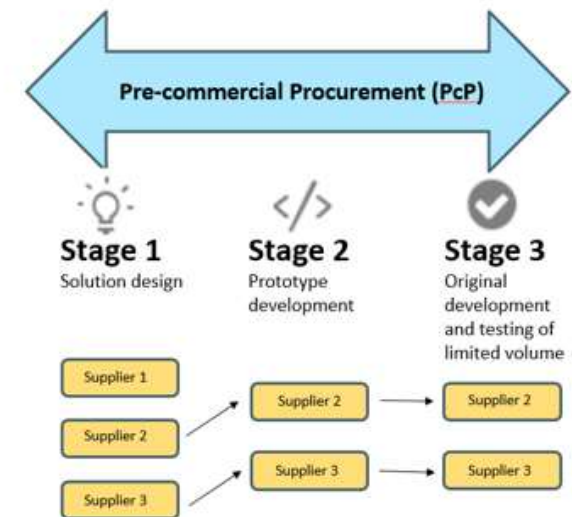 Pre-commercial Procurement (PcP)
</>
Stage 1
Solution design
Stage 2
Prototype
development
Stage 3
Original
development
and testing of
limited volume
Supplier 1
Supplier 2
Supplier 3
Supplier 2
Supplier 3
Supplier 2
Supplier 3